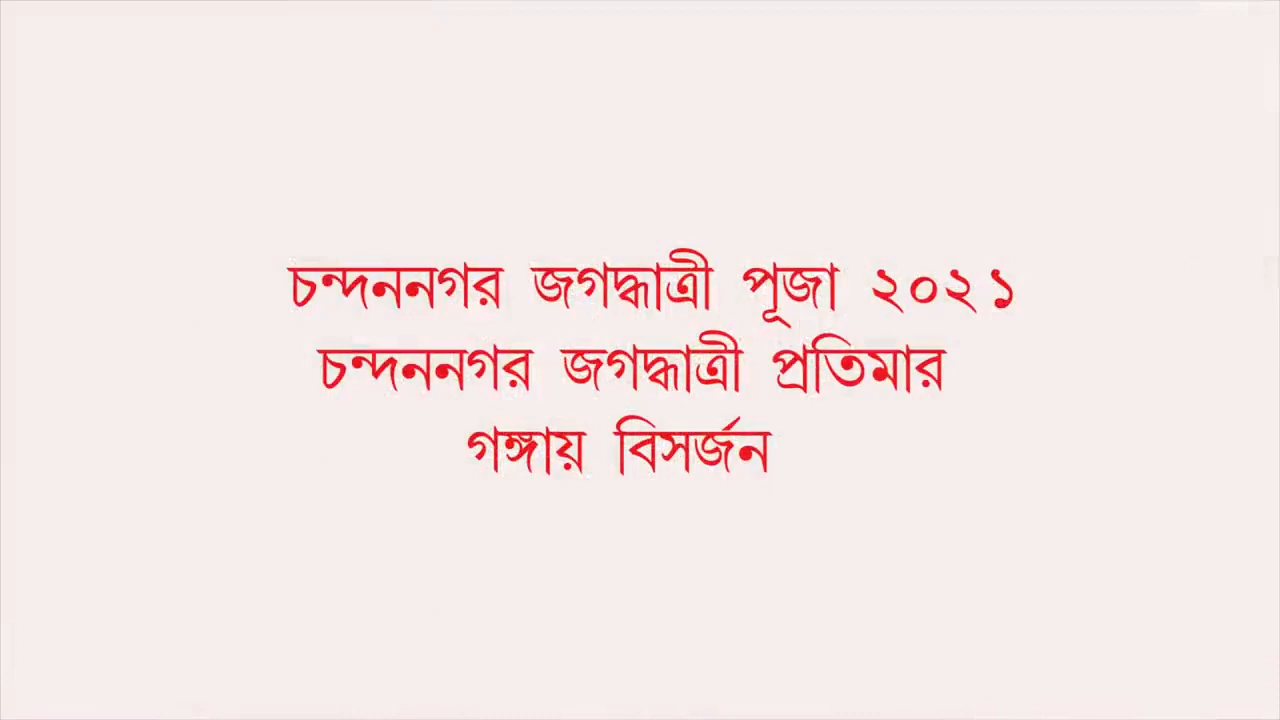 চন্দননগর জগদ্ধাত্রী পূজা ২০২১
চন্দননগর জগদ্ধাত্রী প্রতিমার
গঙ্গায় বিসর্জন